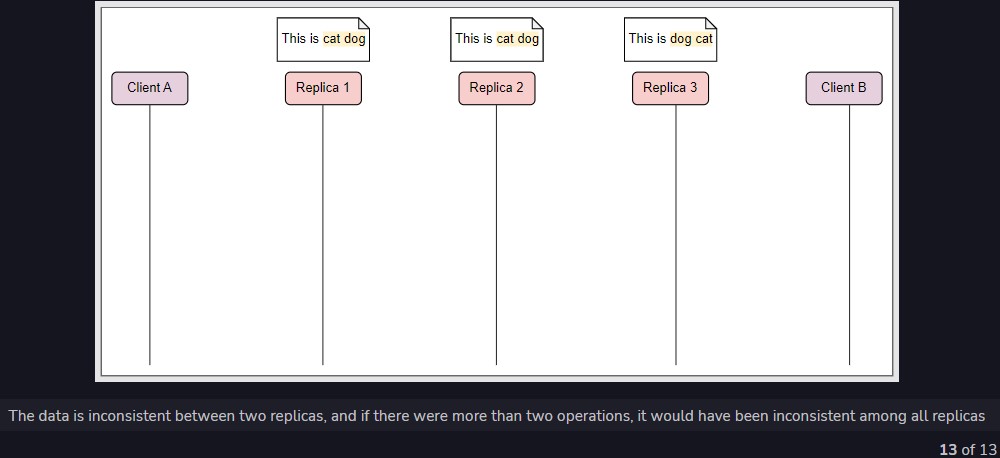 This is cat dog
This is cat dog
This is dog cat
Client A
Replica 1
Replica 2
Replica 3
Client B
The data is inconsistent between two replicas, and if there were more than two operations, it would have been inconsistent among all replicas
13 of 13